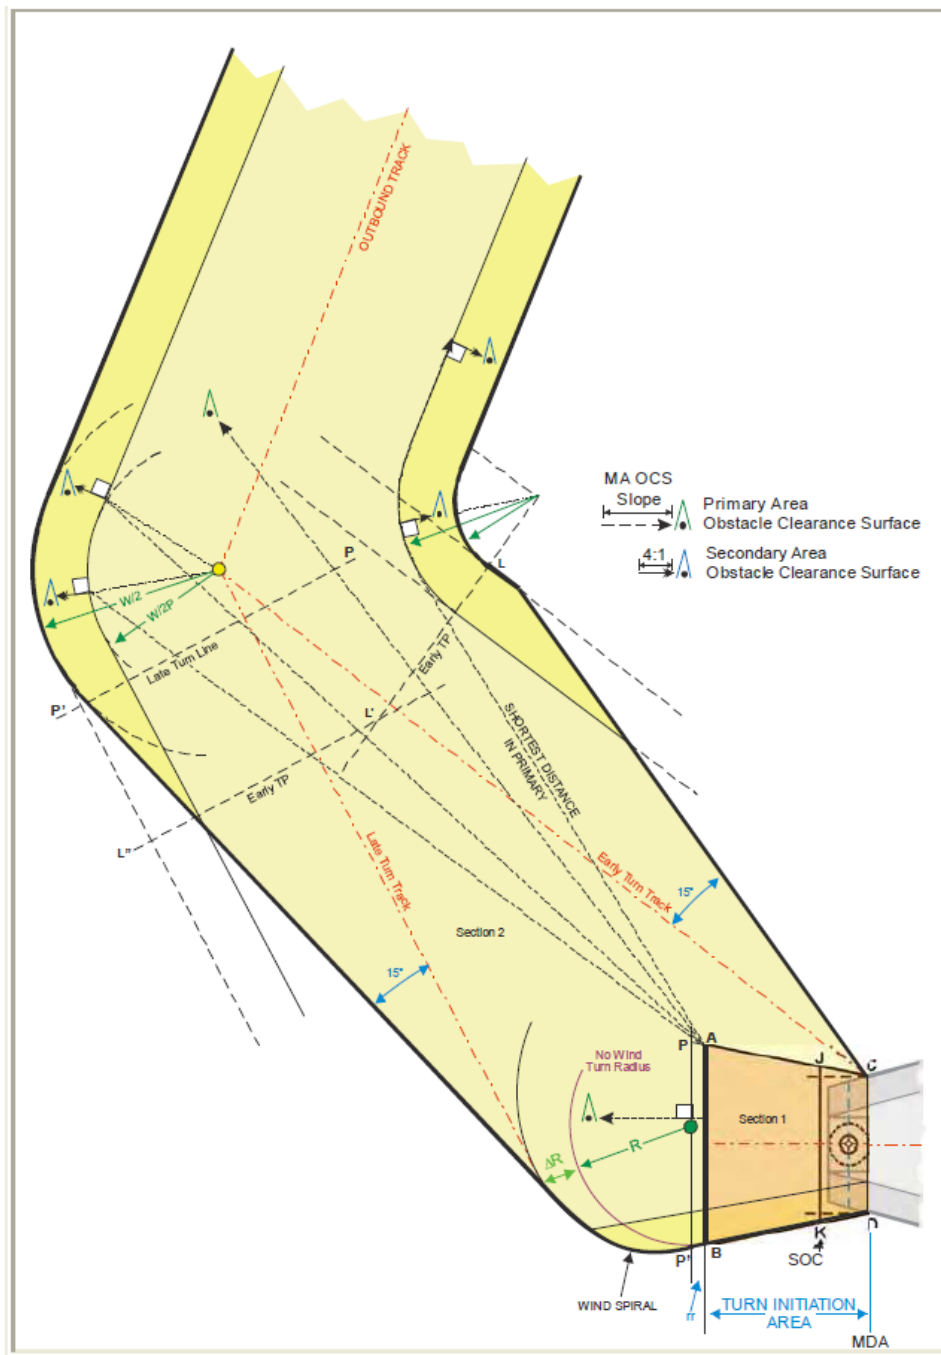 OUTBOUND TRACK
MA OCS
Slope
Primary Area
Obstacle Clearance Surface
4:1
Secondary Area
Obstacle Clearance Surface
P
L
W/2
W/2P
Late Turn Line
Early TP
P'
L'
Early TP
L"
SHORTEST DISTANCE
IN PRIMARY
Late Turn Track
Early Turn Track
15°
Section 2
15°
P
A
J
C
No Wind
Turn Radius
Section 1
R
ΔR
B
K
D
P'
SOC
WIND SPIRAL
rr
TURN INITIATION
AREA
MDA